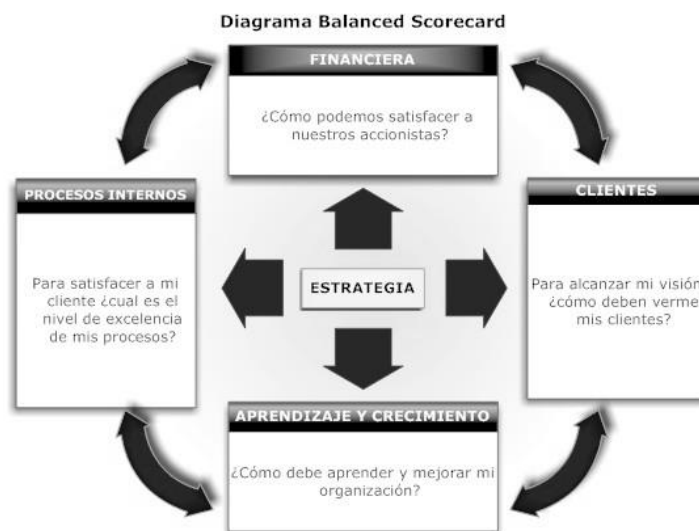 Diagrama Balanced Scorecard
FINANCIERA
¿Cómo podemos satisfacer a
nuestros accionistas?
PROCESOS INTERNOS
Para satisfacer a mi
cliente ¿cual es el
nivel de excelencia
de mis procesos?
ESTRATEGIA
CLIENTES
Para alcanzar mi visión
¿cómo deben verme
mis clientes?
APRENDIZAJE Y CRECIMIENTO
¿Cómo debe aprender y mejorar mi
organización?